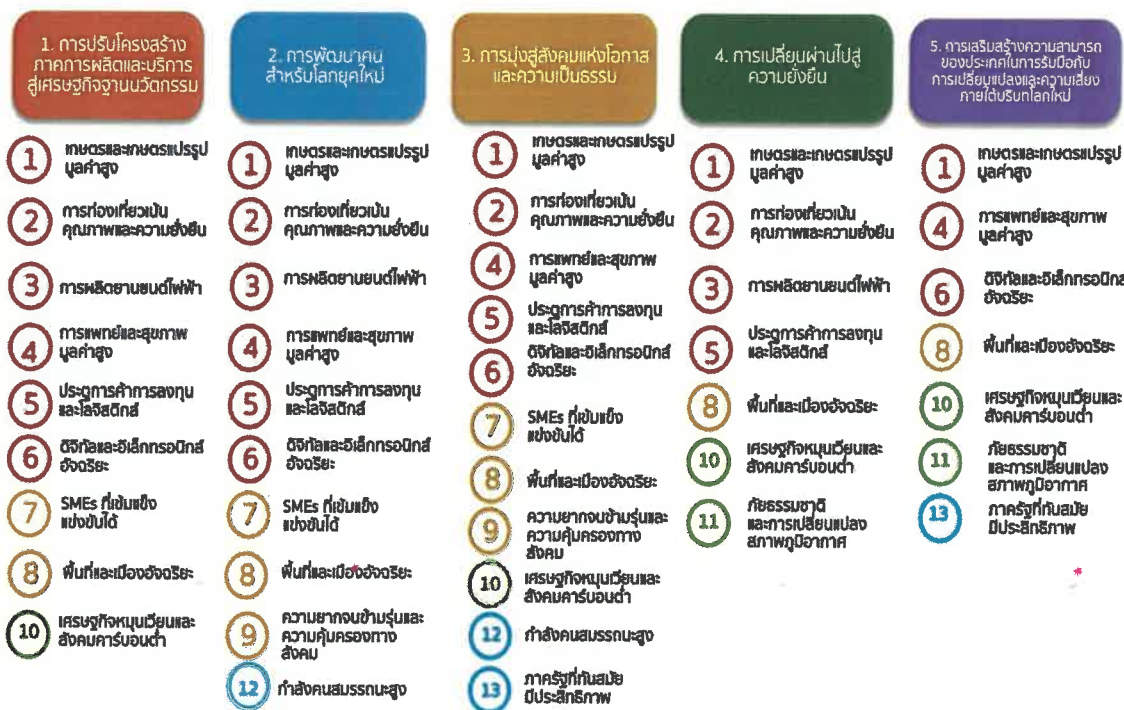 1. การปรับโครงสร้าง
ภาคการผลิตและบริการ
สู่เศรษฐกิจฐานนวัตกรรม
1 เกษตรและเกษตรแปรรูป
มูลค่าสูง
2 การท่องเที่ยวเน้น
คุณภาพและความยั่งยืน
3 การผลิตยานยนต์ไฟฟ้า
4 การแพทย์และสุขภาพ
มูลค่าสูง
5 ประตูการค้าการลงทุน
และโลจิสติกส์
6 ดิจิทัลและอิเล็กทรอนิกส์
อัจฉริยะ
7 SMEs ที่เข้มแข็ง
แข่งขันได้
8 พื้นที่และเมืองอัจฉริยะ
10 เศรษฐกิจหมุนเวียนและ
สังคมคาร์บอนต่ำ
2. การพัฒนาคน
สำหรับโลกยุคใหม่
1 เกษตรและเกษตรแปรรูป
มูลค่าสูง
2 การท่องเที่ยวเน้น
คุณภาพและความยั่งยืน
3 การผลิตยานยนต์ไฟฟ้า
4 การแพทย์และสุขภาพ
มูลค่าสูง
5 ประตูการค้าการลงทุน
และโลจิสติกส์
6 ดิจิทัลและอิเล็กทรอนิกส์
อัจฉริยะ
7 SMEs ที่เข้มแข็ง
แข่งขันได้
8 พื้นที่และเมืองอัจฉริยะ
9 ความยากจนข้ามรุ่นและ
ความคุ้มครองทาง
สังคม
12 กำลังคนสมรรถนะสูง
3. การมุ่งสู่สังคมแห่งโอกาส
และความเป็นธรรม
1 เกษตรและเกษตรแปรรูป
มูลค่าสูง
2 การท่องเที่ยวเน้น
คุณภาพและความยั่งยืน
4 การแพทย์และสุขภาพ
มูลค่าสูง
5 ประตูการค้าการลงทุน
และโลจิสติกส์
6 ดิจิทัลและอิเล็กทรอนิกส์
อัจฉริยะ
7 SMEs ที่เข้มแข็ง
แข่งขันได้
8 พื้นที่และเมืองอัจฉริยะ
9 ความยากจนข้ามรุ่นและ
ความคุ้มครองทาง
สังคม
10 เศรษฐกิจหมุนเวียนและ
สังคมคาร์บอนต่ำ
12 กำลังคนสมรรถนะสูง
13 ภาครัฐที่ทันสมัย
มีประสิทธิภาพ
4. การเปลี่ยนผ่านไปสู่
ความยั่งยืน
1 เกษตรและเกษตรแปรรูป
มูลค่าสูง
2 การท่องเที่ยวเน้น
คุณภาพและความยั่งยืน
3 การผลิตยานยนต์ไฟฟ้า
5 ประตูการค้าการลงทุน
และโลจิสติกส์
8 พื้นที่และเมืองอัจฉริยะ
10 เศรษฐกิจหมุนเวียนและ
สังคมคาร์บอนต่ำ
11 ภัยธรรมชาติ
และการเปลี่ยนแปลง
สภาพภูมิอากาศ
5. การเสริมสร้างความสามารถ
ของประเทศในการรับมือกับ
การเปลี่ยนแปลงและความเสี่ยง
ภายใต้บริบทโลกใหม่
1 เกษตรและเกษตรแปรรูป
มูลค่าสูง
4 การแพทย์และสุขภาพ
มูลค่าสูง
6 ดิจิทัลและอิเล็กทรอนิกส์
อัจฉริยะ
8 พื้นที่และเมืองอัจฉริยะ
10 เศรษฐกิจหมุนเวียนและ
สังคมคาร์บอนต่ำ
11 ภัยธรรมชาติ
และการเปลี่ยนแปลง
สภาพภูมิอากาศ
13 ภาครัฐที่ทันสมัย
มีประสิทธิภาพ